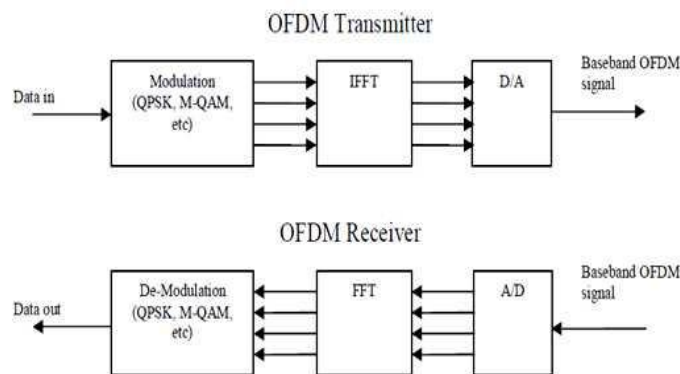 OFDM Transmitter
Data in
Modulation
(QPSK, M-QAM,
etc)
IFFT
D/A
Baseband OFDM
signal
OFDM Receiver
Data out
De-Modulation
(QPSK, M-QAM,
etc)
FFT
A/D
Baseband OFDM
signal